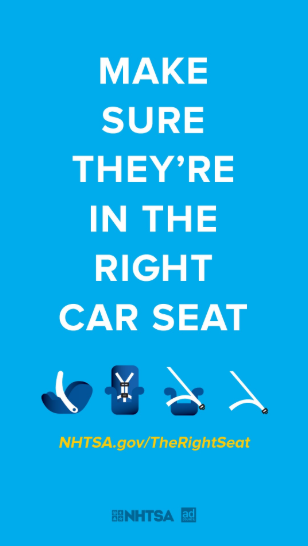 MAKE
SURE
THEY'RE
IN THE
RIGHT
CAR SEAT
NHTSA.gov/TheRightSeat
NHTSA
ad